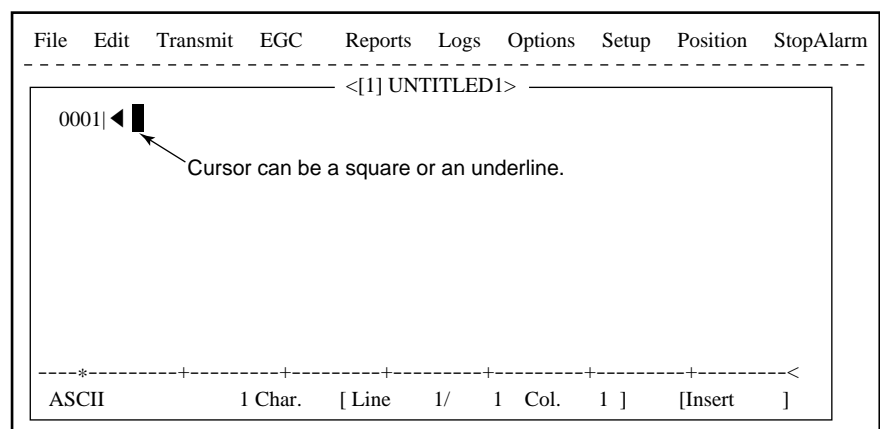 File Edit Transmit EGC Reports Logs Options Setup Position StopAlarm
<[1] UNTITLED1>
0001|
Cursor can be a square or an underline.
----*---------+---------+---------+---------+---------+---------+---------<
ASCII 1 Char. [ Line 1/ 1 Col. 1 ] [Insert ]